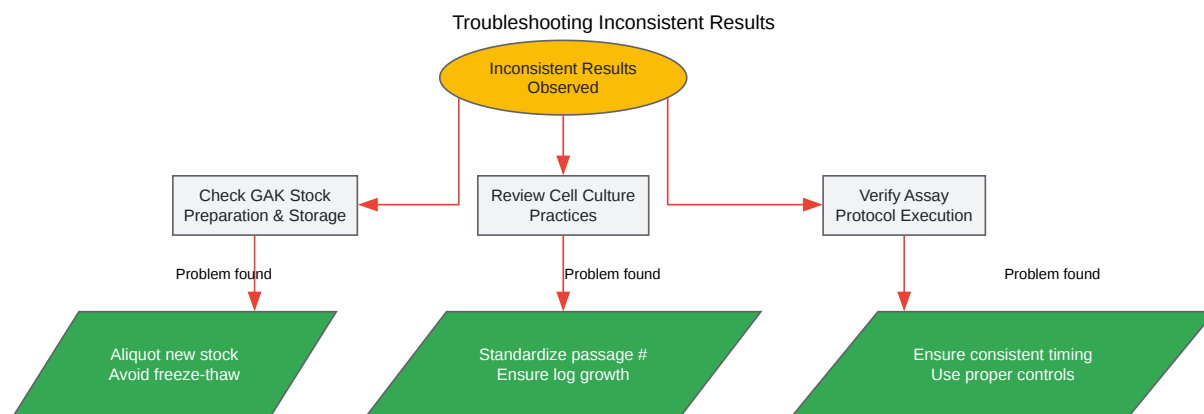 Troubleshooting Inconsistent Results
Inconsistent Results
Observed
Check GAK Stock
Preparation & Storage
Review Cell Culture
Practices
Verify Assay
Protocol Execution
Problem found
Problem found
Problem found
Aliquot new stock
Avoid freeze-thaw
Standardize passage #
Ensure log growth
Ensure consistent timing
Use proper controls